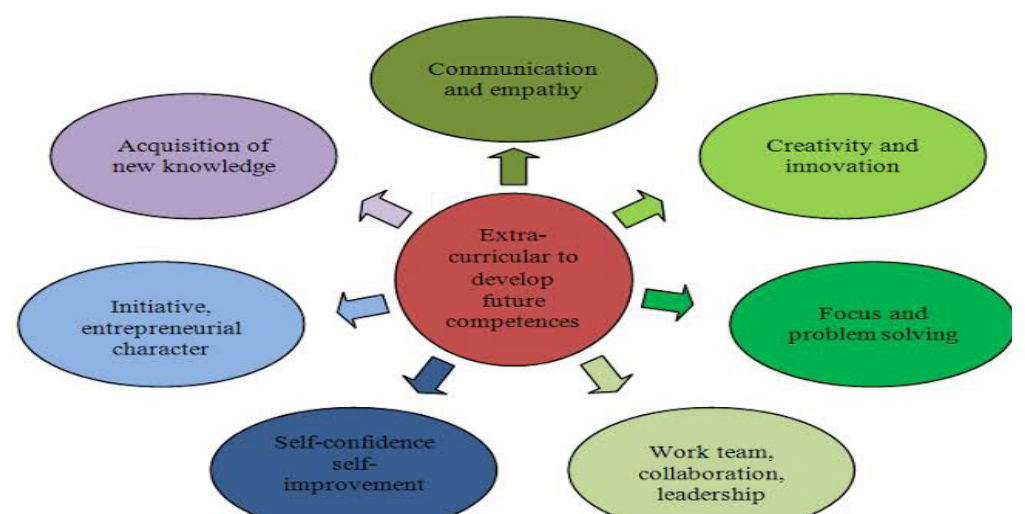 Communication
and empathy
Creativity and
innovation
Focus and
problem solving
Work team,
collaboration,
leadership
Self-confidence
self-
improvement
Initiative,
entrepreneurial
character
Acquisition of
new knowledge
Extra-
curricular to
develop
future
competences